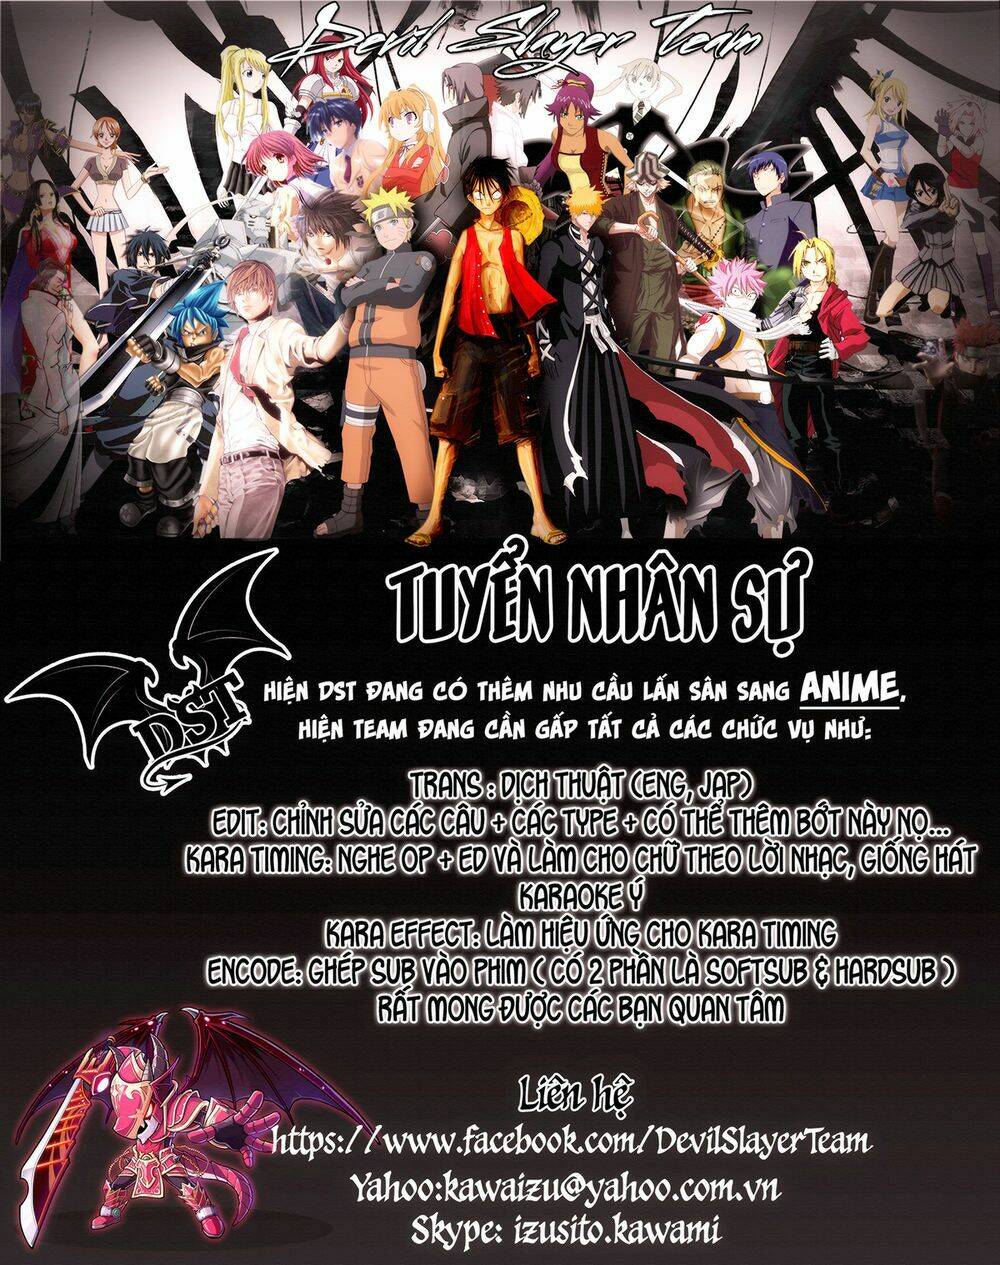 Devil Slayer Team
TUYỂN NHÂN SỰ
DST
HIỆN DST ĐANG CÓ THÊM NHU CẦU LẤN SÂN SANG ANIME,
HIỆN TEAM ĐANG CẦN GẤP TẤT CẢ CÁC CHỨC VỤ NHƯ:
TRANS : DỊCH THUẬT (ENG, JAP)
EDIT: CHỈNH SỬA CÁC CÂU + CÁC TYPE + CÓ THỂ THÊM BỚT NÀY NỌ...
KARA TIMING: NGHE OP + ED VÀ LÀM CHO CHỮ THEO LỜI NHẠC, GIỐNG HÁT
KARAOKE Ý
KARA EFFECT: LÀM HIỆU ỨNG CHO KARA TIMING
ENCODE: GHÉP SUB VÀO PHIM ( CÓ 2 PHẦN LÀ SOFTSUB & HARDSUB )
RẤT MONG ĐƯỢC CÁC BẠN QUAN TÂM
Liên hệ
https://www.facebook.com/DevilSlayerTeam
Yahoo:kawaizu@yahoo.com.vn
Skype: izusito.kawami